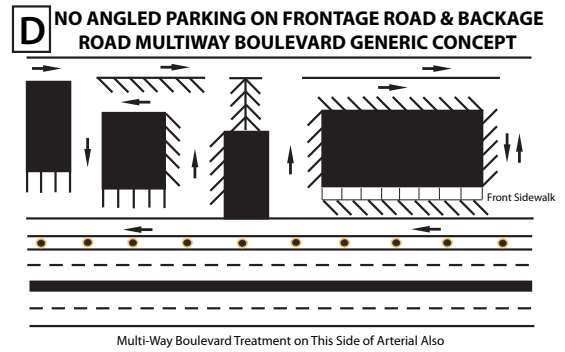 D
NO ANGLED PARKING ON FRONTAGE ROAD & BACKAGE
ROAD MULTIWAY BOULEVARD GENERIC CONCEPT
Front Sidewalk
Multi-Way Boulevard Treatment on This Side of Arterial Also